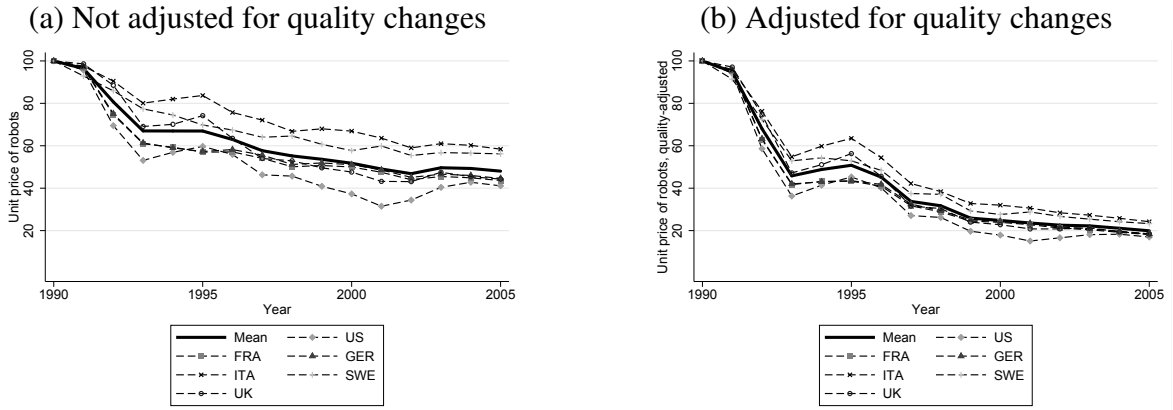 (a) Not adjusted for quality changes
Unit price of robots
100
80
60
40
20
1990
1995
2000
2005
Year
Mean
US
FRA
GER
ITA
SWE
UK
(b) Adjusted for quality changes
Unit price of robots, quality-adjusted
100
80
60
40
20
1990
1995
2000
2005
Year
Mean
US
FRA
GER
ITA
SWE
UK